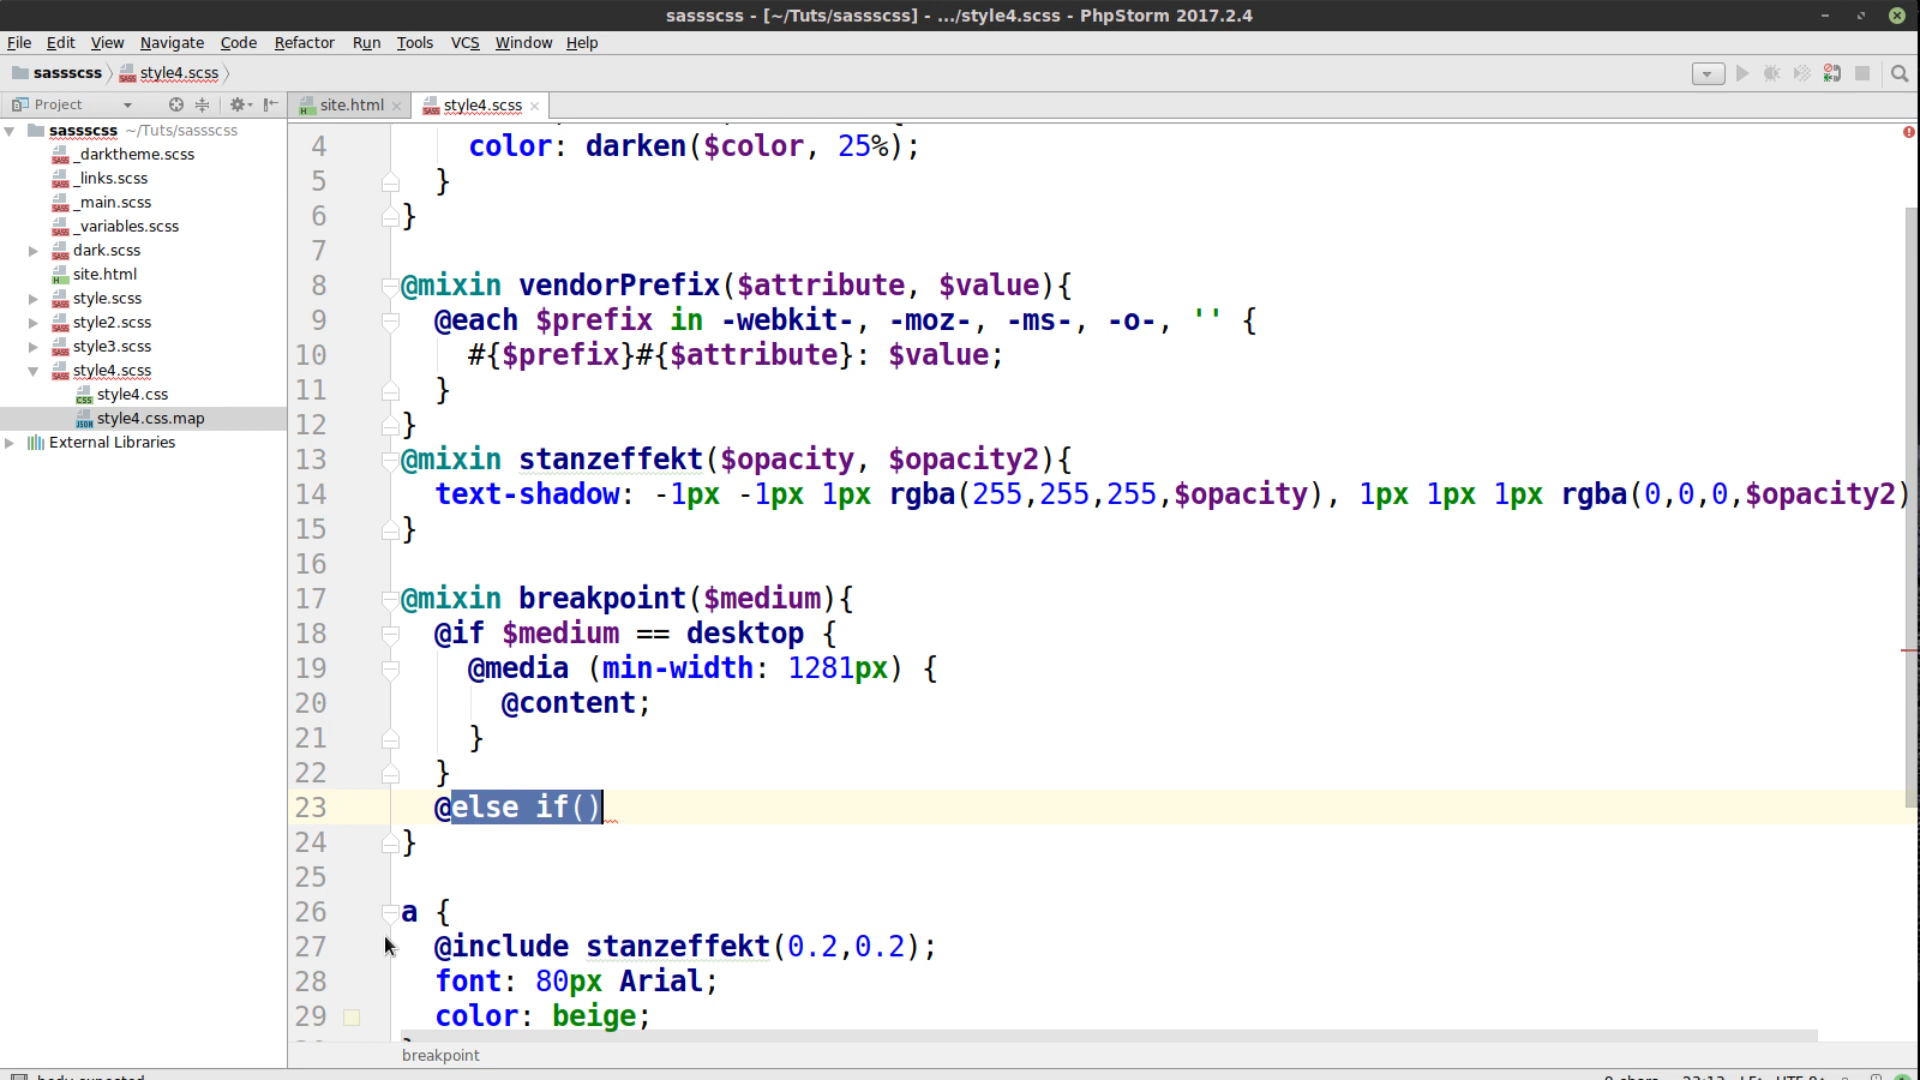 sassscss - [~/Tuts/sassscss] - .../style4.scss - PhpStorm 2017.2.4
File Edit View Navigate Code Refactor Run Tools VCS Window Help
sassscss style4.scss
Project
site.html style4.scss
sassscss ~/Tuts/sassscss
_darktheme.scss
_links.scss
_main.scss
_variables.scss
dark.scss
site.html
style.scss
style2.scss
style3.scss
style4.scss
style4.css
style4.css.map
External Libraries
4 color: darken($color, 25%);
5 }
6 }
7
8 @mixin vendorPrefix($attribute, $value){
9 @each $prefix in -webkit-, -moz-, -ms-, -o-, '' {
10 #{$prefix}#{$attribute}: $value;
11 }
12 }
13 @mixin stanzeffekt($opacity, $opacity2){
14 text-shadow: -1px -1px 1px rgba(255,255,255,$opacity), 1px 1px 1px rgba(0,0,0,$opacity2)
15 }
16
17 @mixin breakpoint($medium){
18 @if $medium == desktop {
19 @media (min-width: 1281px) {
20 @content;
21 }
22 }
23 @else if()
24 }
25
26 a {
27 @include stanzeffekt(0.2,0.2);
28 font: 80px Arial;
29 color: beige;
breakpoint